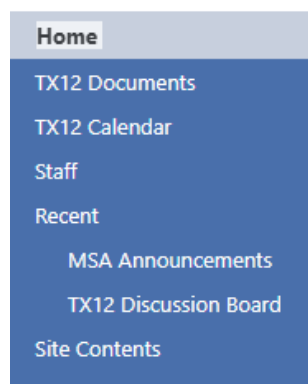 Home
TX12 Documents
TX12 Calendar
Staff
Recent
MSA Announcements
TX12 Discussion Board
Site Contents